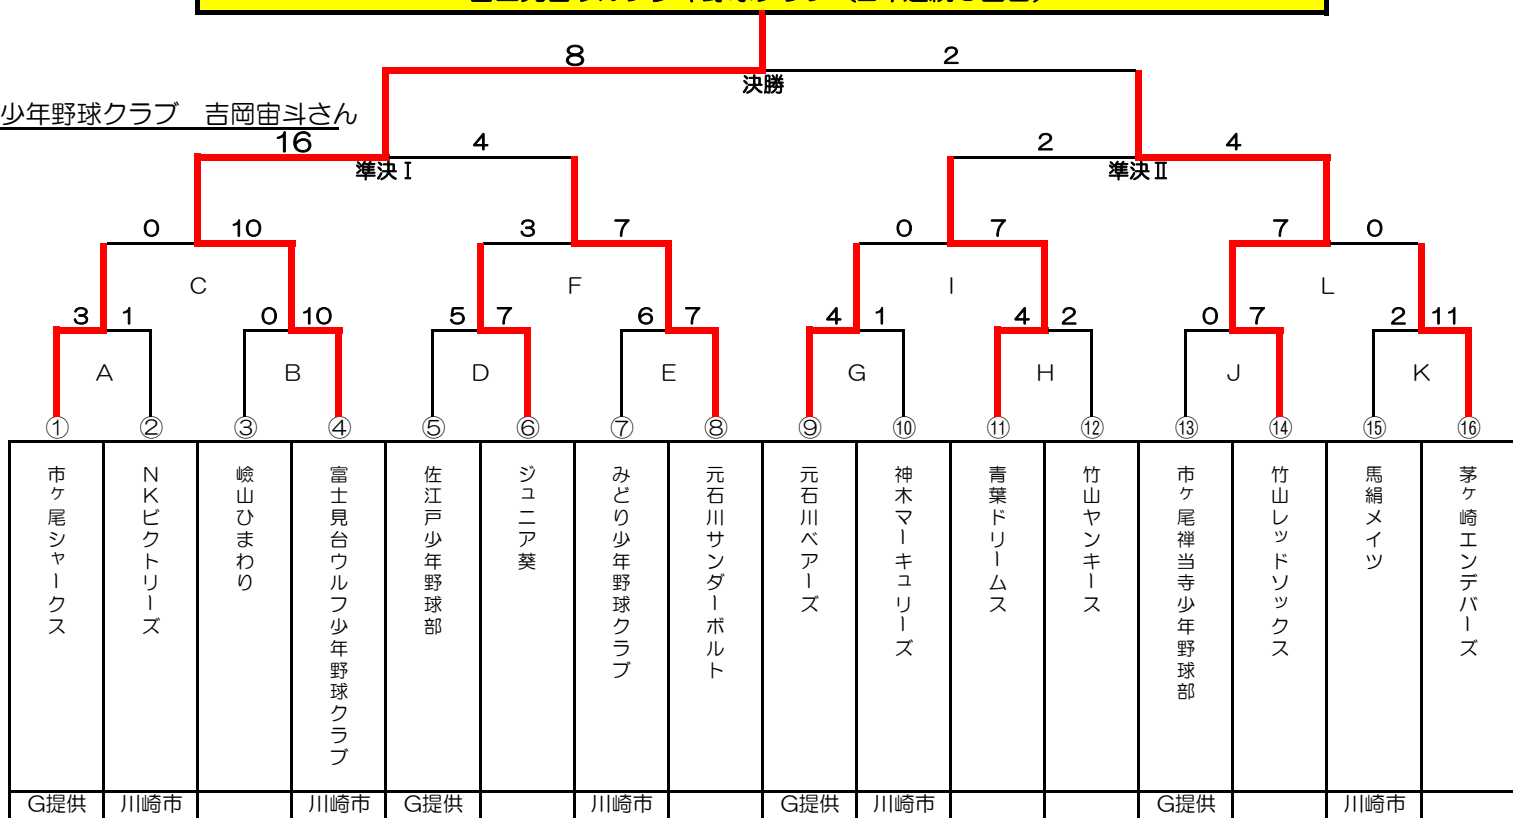 8 2
決勝
少年野球クラブ 吉岡宙斗さん
16 4 2 4
準決Ⅰ 準決Ⅱ
0 10 3 7 0 7 7 0
C F I L
3 1 0 10 5 7 6 7 4 1 4 2 0 7 2 11
A B D E G H J K
① ② ③ ④ ⑤ ⑥ ⑦ ⑧ ⑨ ⑩ ⑪ ⑫ ⑬ ⑭ ⑮ ⑯
市ヶ尾シャークス
NKビクトリーズ
嶮山ひまわり
富士見台ウルフ少年野球クラブ
佐江戸少年野球部
ジュニア葵
みどり少年野球クラブ
元石川サンダーボルト
元石川ベアーズ
神木マーキュリーズ
青葉ドリームス
竹山ヤンキース
市ヶ尾禅当寺少年野球部
竹山レッドソックス
馬絹メイツ
茅ヶ崎エンデバーズ
G提供 川崎市 川崎市 G提供 川崎市 G提供 川崎市 G提供 川崎市